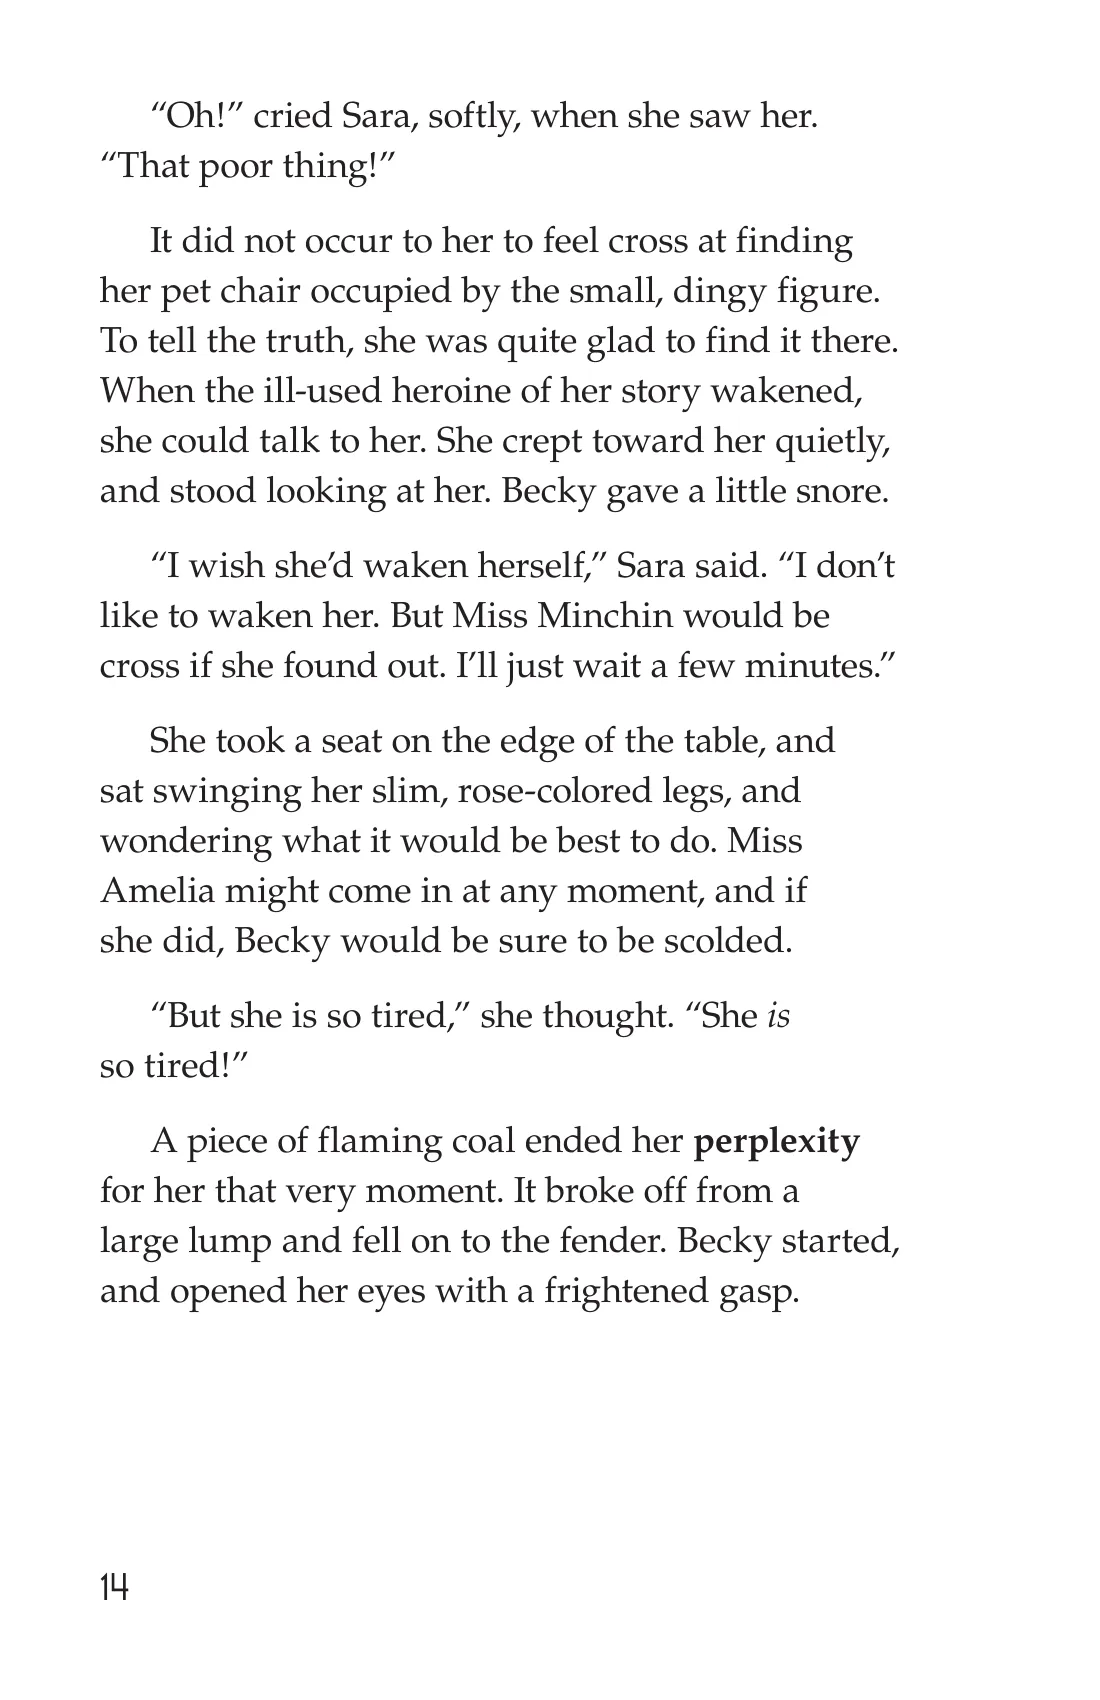 “Oh!” cried Sara, softly, when she saw her.
“That poor thing!”
It did not occur to her to feel cross at finding
her pet chair occupied by the small, dingy figure.
To tell the truth, she was quite glad to find it there.
When the ill-used heroine of her story wakened,
she could talk to her. She crept toward her quietly,
and stood looking at her. Becky gave a little snore.
“I wish she’d waken herself,” Sara said. “I don’t
like to waken her. But Miss Minchin would be
cross if she found out. I’ll just wait a few minutes.”
She took a seat on the edge of the table, and
sat swinging her slim, rose-colored legs, and
wondering what it would be best to do. Miss
Amelia might come in at any moment, and if
she did, Becky would be sure to be scolded.
“But she is so tired,” she thought. “She is
so tired!”
A piece of flaming coal ended her perplexity
for her that very moment. It broke off from a
large lump and fell on to the fender. Becky started,
and opened her eyes with a frightened gasp.
14